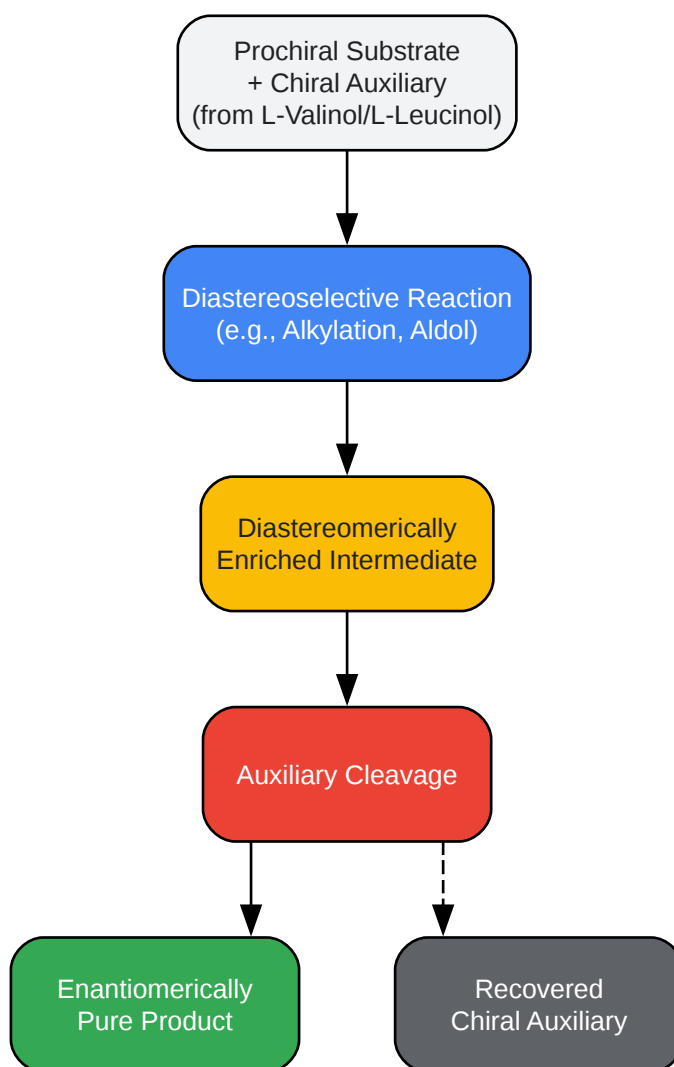 Prochiral Substrate
+ Chiral Auxiliary
(from L-Valinol/L-Leucinol)
Diastereoselective Reaction
(e.g., Alkylation, Aldol)
Diastereomerically
Enriched Intermediate
Auxiliary Cleavage
Enantiomerically
Pure Product
Recovered
Chiral Auxiliary